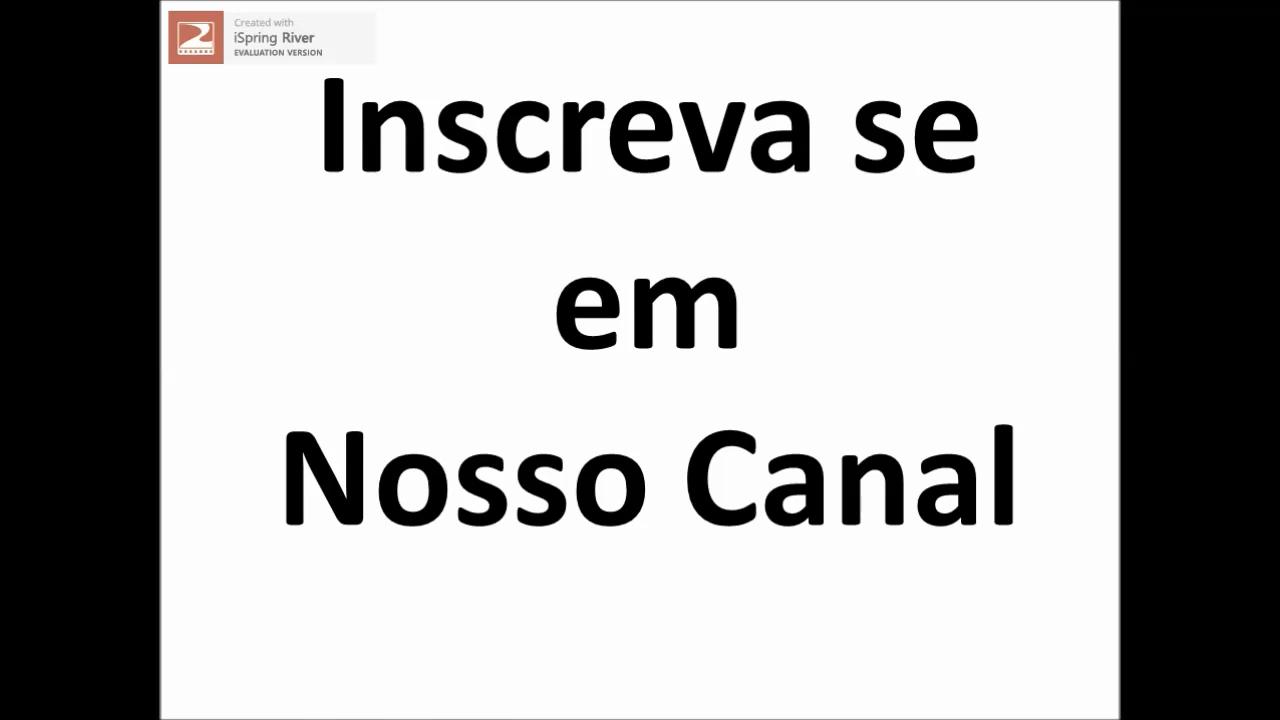 Created with
iSpring River
EVALUATION VERSION
Inscreva se
em
Nosso Canal